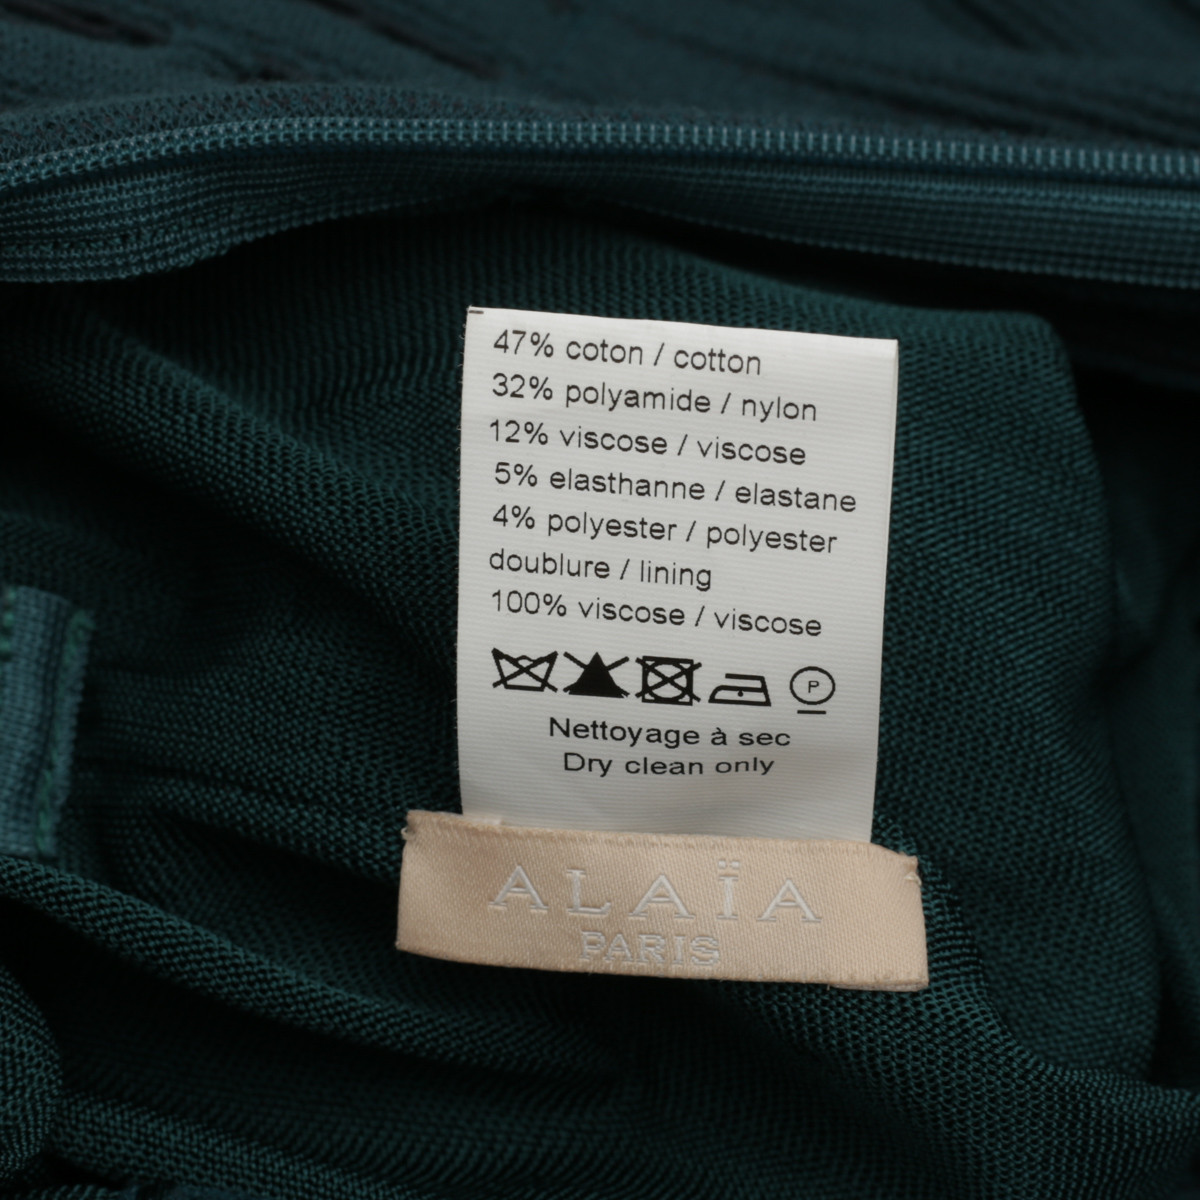 47% coton / cotton
32% polyamide / nylon
12% viscose / viscose
5% elasthanne / elastane
4% polyester / polyester
doublure / lining
100% viscose / viscose
P
Nettoyage à sec
Dry clean only
ALAÏA
PARIS